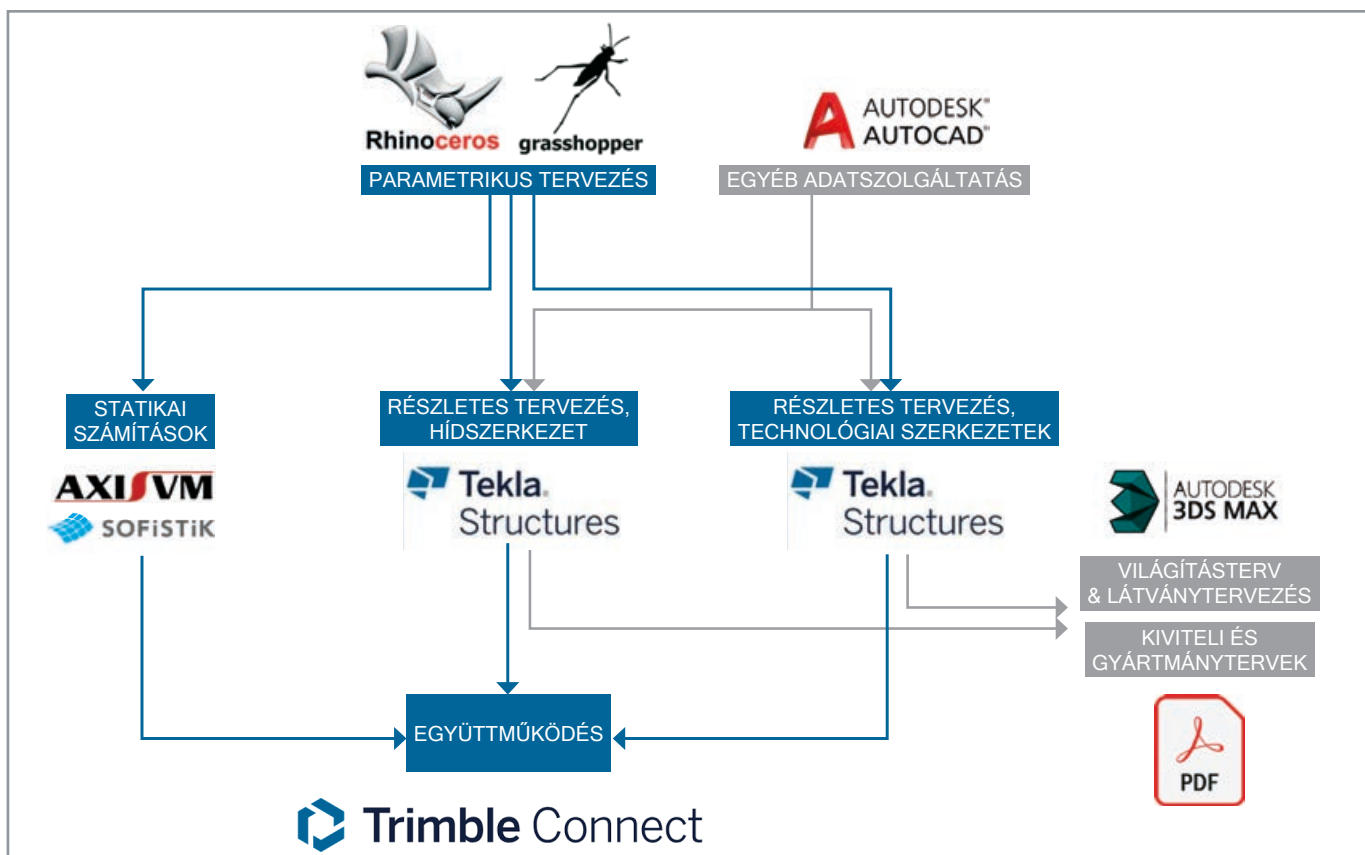 Rhinoceros
grasshopper
AUTODESK®
AUTOCAD®
PARAMETRIKUS TERVEZÉS
EGYÉB ADATSZOLGÁLTATÁS
STATIKAI
SZÁMÍTÁSOK
RÉSZLETES TERVEZÉS,
HÍDSZERKEZET
RÉSZLETES TERVEZÉS,
TECHNOLÓGIAI SZERKEZETEK
AXISVM
SOFiSTiK
Tekla®
Structures
Tekla®
Structures
AUTODESK
3DS MAX
VILÁGÍTÁSTERV
& LÁTVÁNYTERVEZÉS
KIVITELI ÉS
GYÁRTMÁNYTERVEK
EGYÜTTMŰKÖDÉS
PDF
Trimble Connect